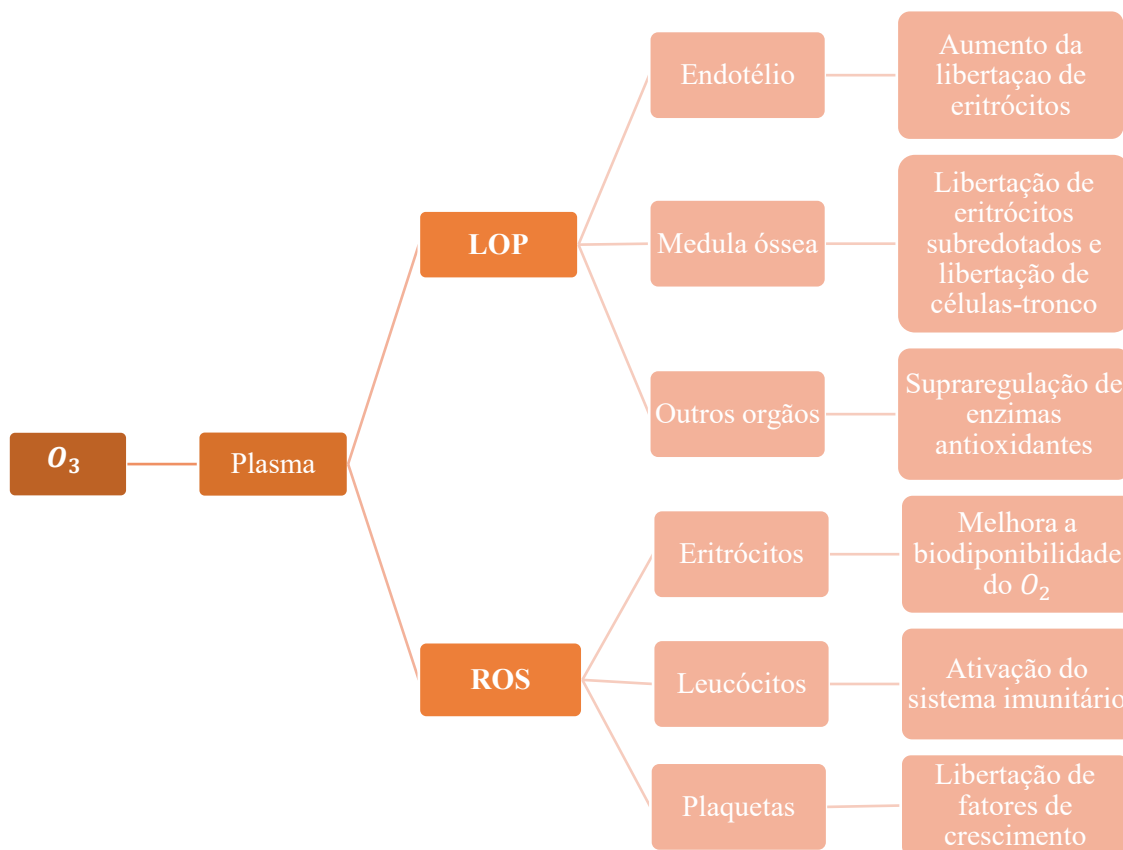 Endotélio
Aumento da
libertaçao de
eritrócitos
LOP
Medula óssea
Libertação de
eritrócitos
subredotados e
libertação de
células-tronco
Outros orgãos
Supraregulação de
enzimas
antioxidantes
O₃
Plasma
Eritrócitos
Melhora a
biodiponibilidade
do O₂
ROS
Leucócitos
Ativação do
sistema imunitário
Plaquetas
Libertação de
fatores de
crescimento